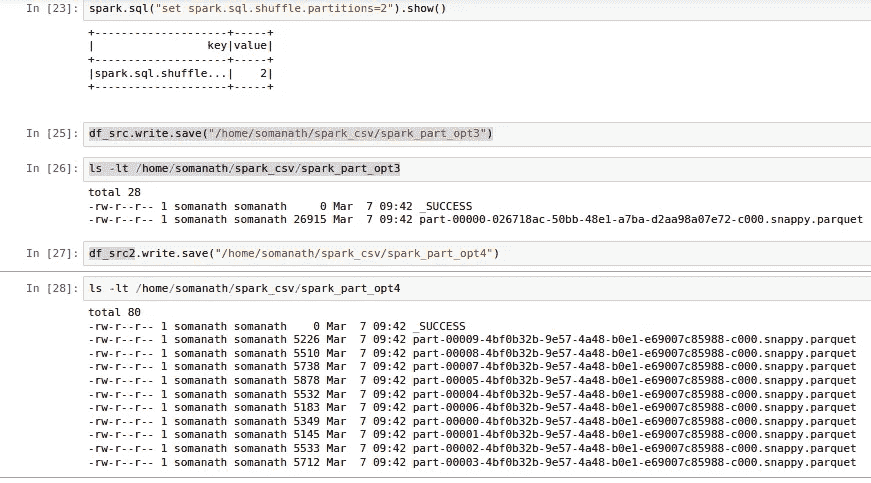 In [23]: spark.sql("set spark.sql.shuffle.partitions=2").show()
+--------------------+-----+
|                 key|value|
+--------------------+-----+
|spark.sql.shuffle...|    2|
+--------------------+-----+
In [25]: df_src.write.save("/home/somanath/spark_csv/spark_part_opt3")
In [26]: ls -lt /home/somanath/spark_csv/spark_part_opt3
total 28
-rw-r--r-- 1 somanath somanath     0 Mar  7 09:42 _SUCCESS
-rw-r--r-- 1 somanath somanath 26915 Mar  7 09:42 part-00000-026718ac-50bb-48e1-a7ba-d2aa98a07e72-c000.snappy.parquet
In [27]: df_src2.write.save("/home/somanath/spark_csv/spark_part_opt4")
In [28]: ls -lt /home/somanath/spark_csv/spark_part_opt4
total 80
-rw-r--r-- 1 somanath somanath    0 Mar  7 09:42 _SUCCESS
-rw-r--r-- 1 somanath somanath 5226 Mar  7 09:42 part-00009-4bf0b32b-9e57-4a48-b0e1-e69007c85988-c000.snappy.parquet
-rw-r--r-- 1 somanath somanath 5510 Mar  7 09:42 part-00008-4bf0b32b-9e57-4a48-b0e1-e69007c85988-c000.snappy.parquet
-rw-r--r-- 1 somanath somanath 5738 Mar  7 09:42 part-00007-4bf0b32b-9e57-4a48-b0e1-e69007c85988-c000.snappy.parquet
-rw-r--r-- 1 somanath somanath 5878 Mar  7 09:42 part-00005-4bf0b32b-9e57-4a48-b0e1-e69007c85988-c000.snappy.parquet
-rw-r--r-- 1 somanath somanath 5532 Mar  7 09:42 part-00004-4bf0b32b-9e57-4a48-b0e1-e69007c85988-c000.snappy.parquet
-rw-r--r-- 1 somanath somanath 5183 Mar  7 09:42 part-00006-4bf0b32b-9e57-4a48-b0e1-e69007c85988-c000.snappy.parquet
-rw-r--r-- 1 somanath somanath 5349 Mar  7 09:42 part-00000-4bf0b32b-9e57-4a48-b0e1-e69007c85988-c000.snappy.parquet
-rw-r--r-- 1 somanath somanath 5145 Mar  7 09:42 part-00001-4bf0b32b-9e57-4a48-b0e1-e69007c85988-c000.snappy.parquet
-rw-r--r-- 1 somanath somanath 5533 Mar  7 09:42 part-00002-4bf0b32b-9e57-4a48-b0e1-e69007c85988-c000.snappy.parquet
-rw-r--r-- 1 somanath somanath 5712 Mar  7 09:42 part-00003-4bf0b32b-9e57-4a48-b0e1-e69007c85988-c000.snappy.parquet